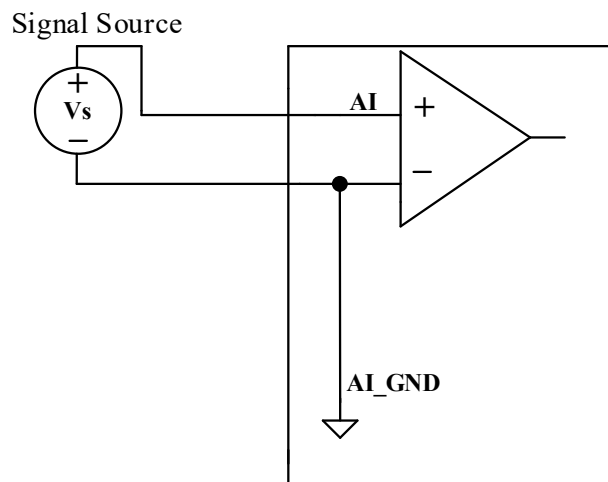 Signal Source
+
Vs
−
AI
+
−
AI_GND